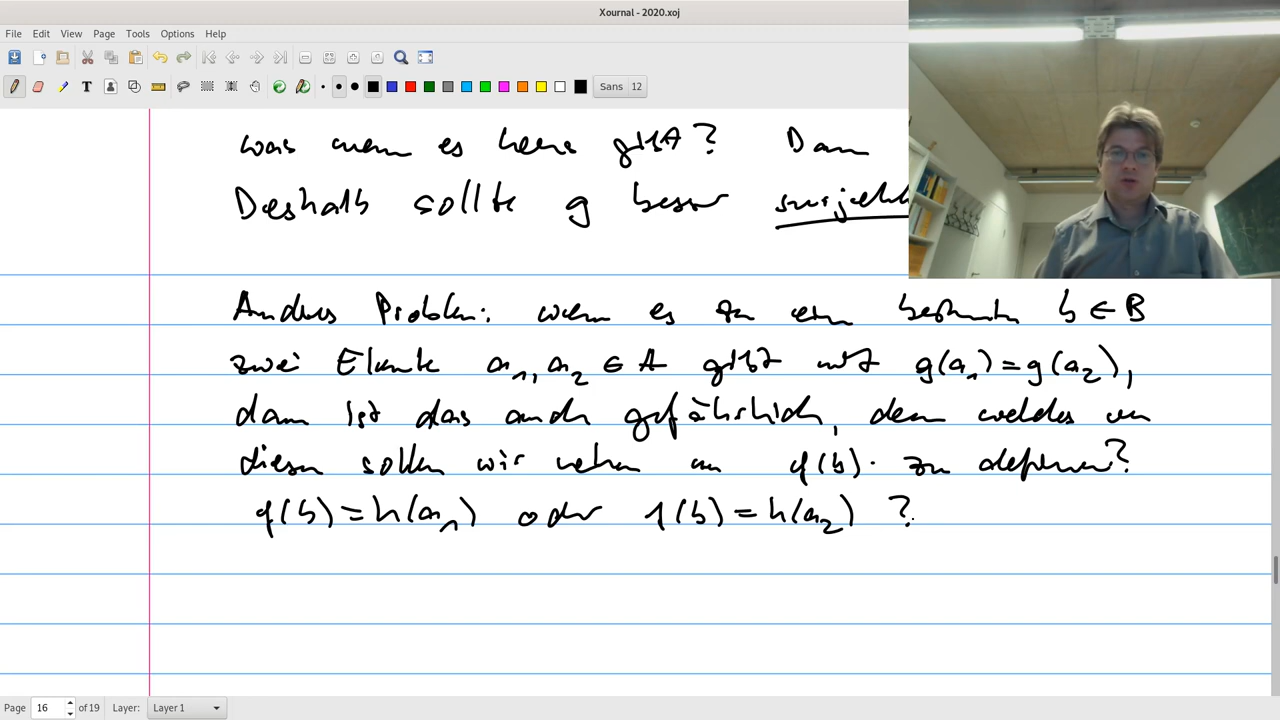 Xournal - 2020.xoj
File Edit View Page Tools Options Help
Sans 12
was wenn es keins gibt? Dann
Deshalb sollte g besser surjektiv
Anderes Problem: wenn es zu ein bestimmten b ∈ B
zwei Elemente a₁, a₂ ∈ A gibt mit g(a₁) = g(a₂),
dann ist das auch gefährlich, denn welches von
diesen sollen wir nehmen um φ(b) zu definieren?
φ(b) = h(a₁) oder φ(b) = h(a₂) ?
Page 16 of 19 Layer: Layer 1